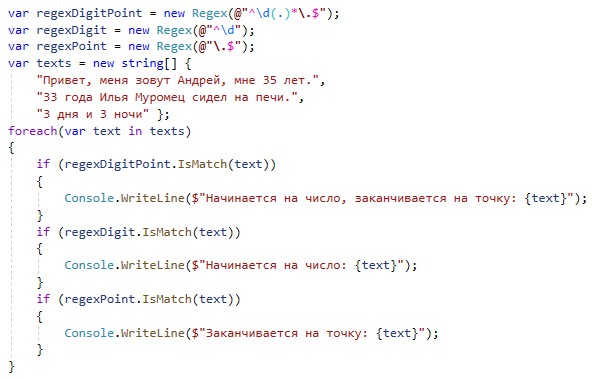 var regexDigitPoint = new Regex(@"^\d(.)*\.$");
var regexDigit = new Regex(@"^\d");
var regexPoint = new Regex(@"\.$");
var texts = new string[] {
    "Привет, меня зовут Андрей, мне 35 лет.",
    "33 года Илья Муромец сидел на печи.",
    "3 дня и 3 ночи" };
foreach(var text in texts)
{
    if (regexDigitPoint.IsMatch(text))
    {
        Console.WriteLine($"Начинается на число, заканчивается на точку: {text}");
    }
    if (regexDigit.IsMatch(text))
    {
        Console.WriteLine($"Начинается на число: {text}");
    }
    if (regexPoint.IsMatch(text))
    {
        Console.WriteLine($"Заканчивается на точку: {text}");
    }
}